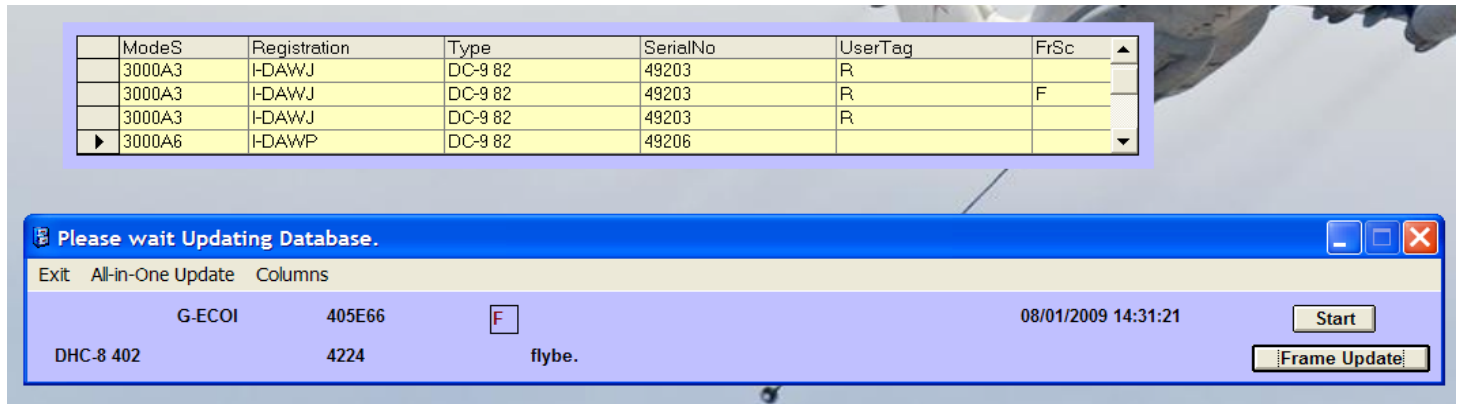 ModeS Registration Type SerialNo UserTag FrSc
3000A3 I-DAWJ DC-9 82 49203 R
3000A3 I-DAWJ DC-9 82 49203 R F
3000A3 I-DAWJ DC-9 82 49203 R
3000A6 I-DAWP DC-9 82 49206
Please wait Updating Database.
Exit All-in-One Update Columns
G-ECOI 405E66 F 08/01/2009 14:31:21 Start
DHC-8 402 4224 flybe. Frame Update